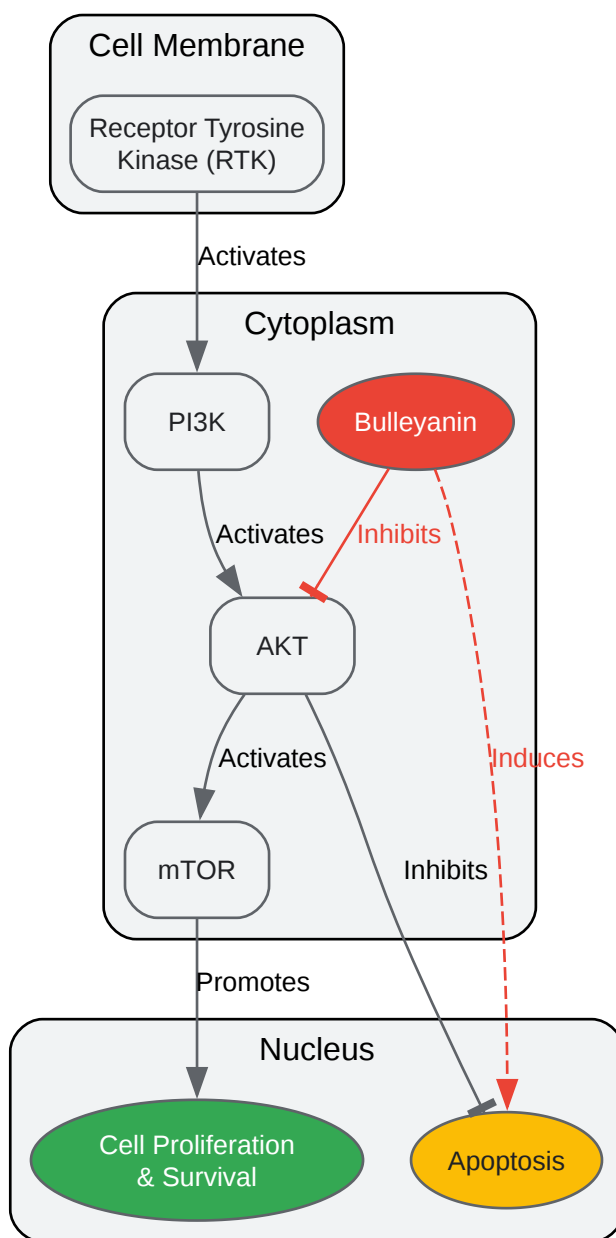 Cell Membrane
Receptor Tyrosine
Kinase (RTK)
Activates
Cytoplasm
PI3K
Bulleyanin
Activates
Inhibits
AKT
Activates
Induces
mTOR
Inhibits
Promotes
Nucleus
Cell Proliferation
& Survival
Apoptosis